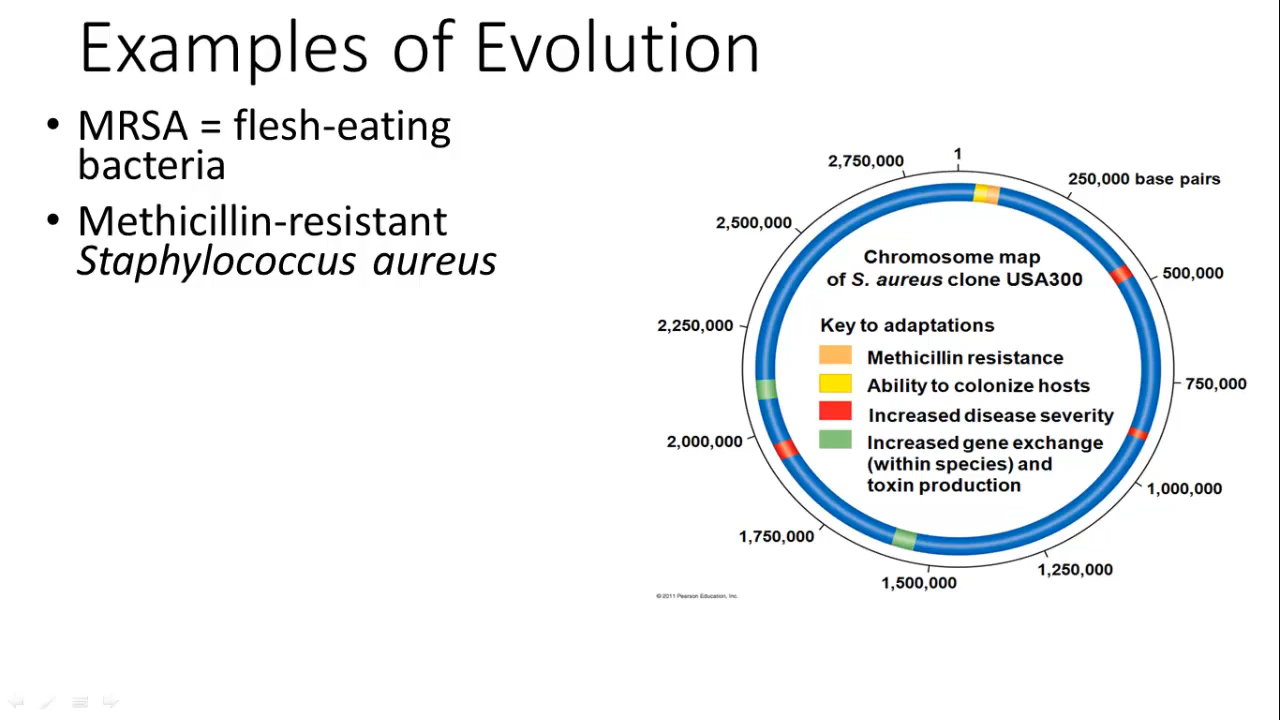 Examples of Evolution
• MRSA = flesh-eating
bacteria
• Methicillin-resistant
Staphylococcus aureus
1
2,750,000
250,000 base pairs
2,500,000
500,000
2,250,000
750,000
2,000,000
1,000,000
1,750,000
1,250,000
1,500,000
Chromosome map
of S. aureus clone USA300
Key to adaptations
Methicillin resistance
Ability to colonize hosts
Increased disease severity
Increased gene exchange
(within species) and
toxin production
© 2011 Pearson Education, Inc.